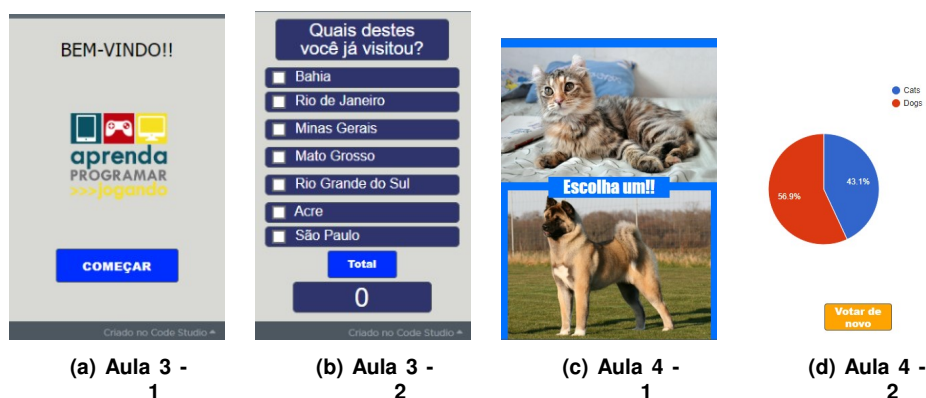 BEM-VINDO!!
aprenda
PROGRAMAR
>>>jogando
COMEÇAR
Criado no Code Studio
(a) Aula 3 -
1
Quais destes
você já visitou?
Bahia
Rio de Janeiro
Minas Gerais
Mato Grosso
Rio Grande do Sul
Acre
São Paulo
Total
0
Criado no Code Studio
(b) Aula 3 -
2
Escolha um!!
(c) Aula 4 -
1
Cats
Dogs
43.1%
56.9%
Votar de
novo
(d) Aula 4 -
2